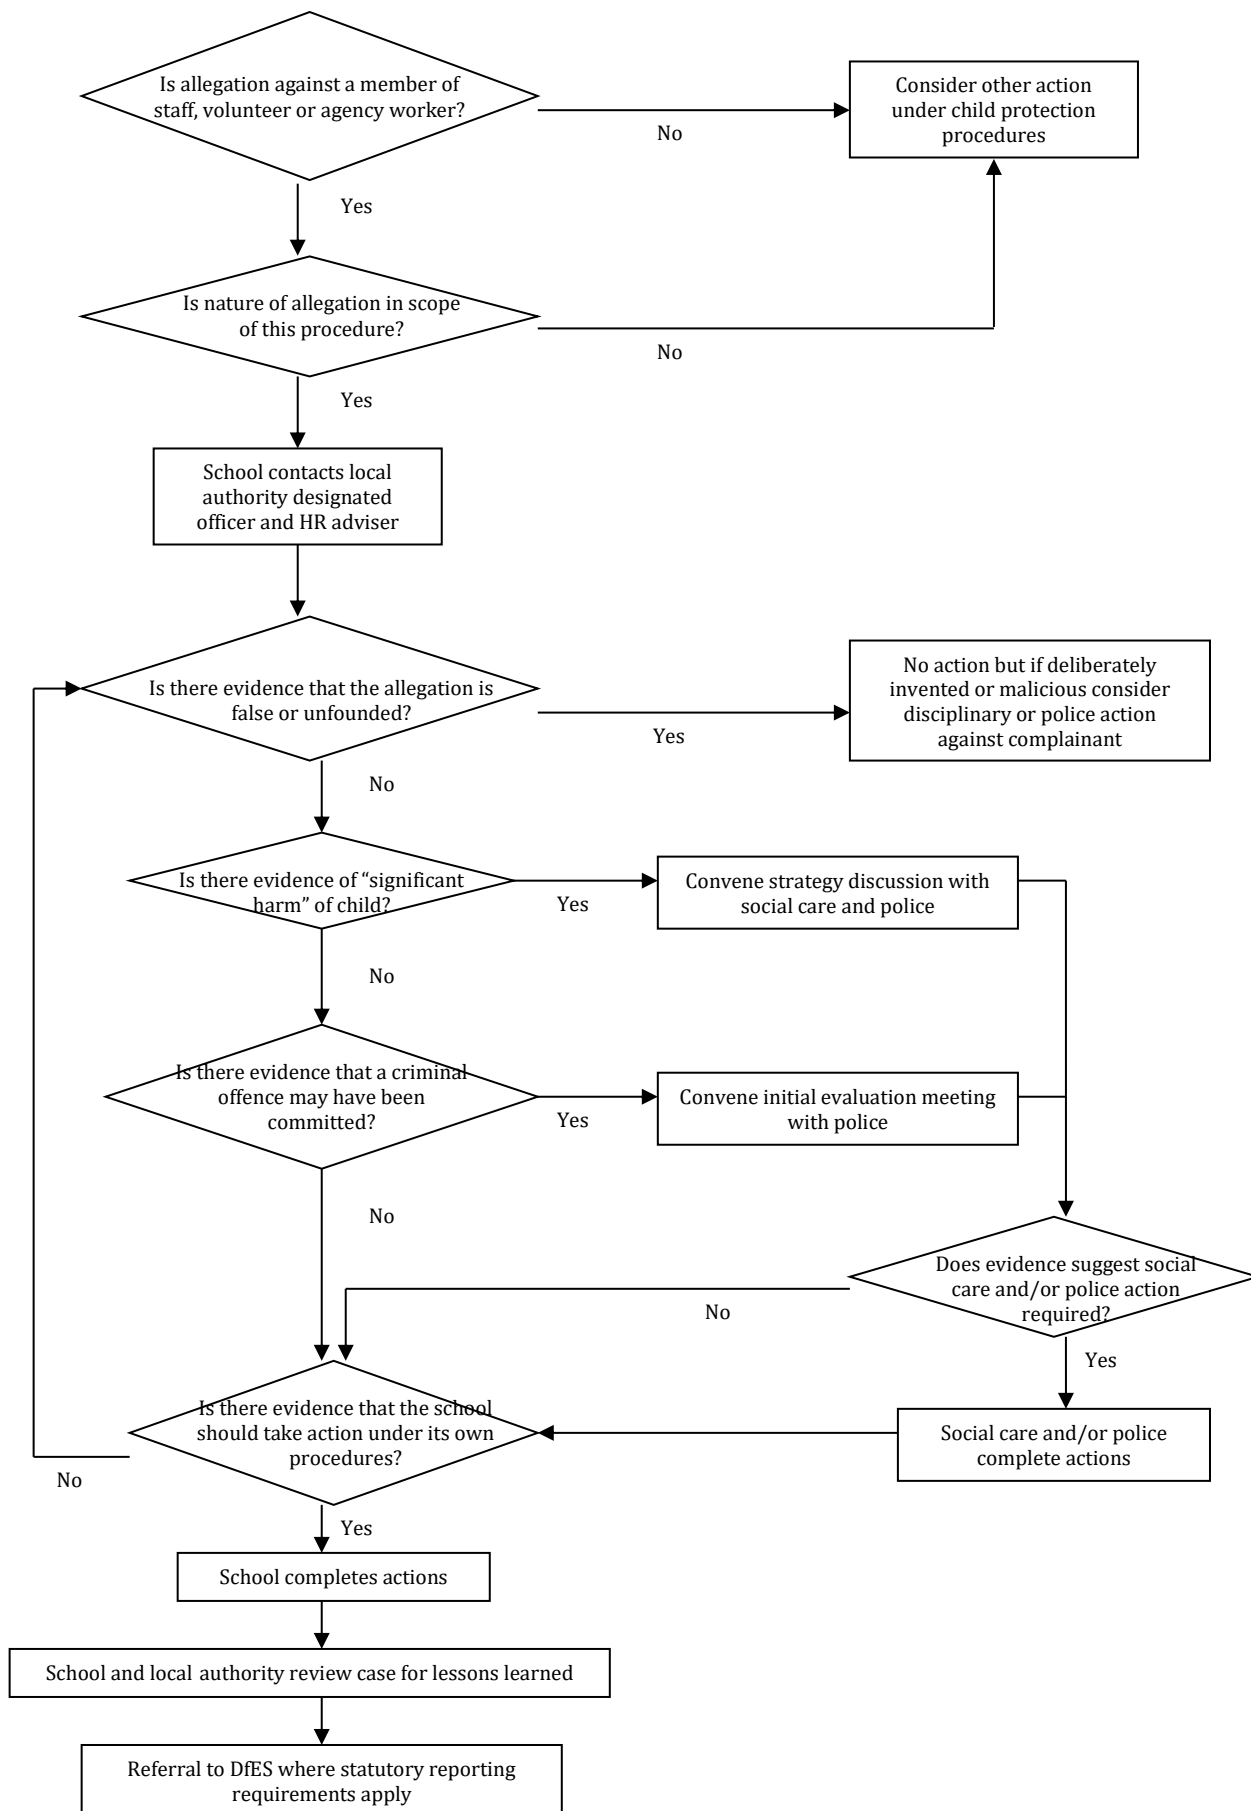 Is allegation against a member of
staff, volunteer or agency worker?
Consider other action
under child protection
procedures
No
Yes
Is nature of allegation in scope
of this procedure?
No
Yes
School contacts local
authority designated
officer and HR adviser
Is there evidence that the allegation is
false or unfounded?
No action but if deliberately
invented or malicious consider
disciplinary or police action
against complainant
Yes
No
Is there evidence of “significant
harm” of child?
Yes
Convene strategy discussion with
social care and police
No
Is there evidence that a criminal
offence may have been
committed?
Yes
Convene initial evaluation meeting
with police
No
Does evidence suggest social
care and/or police action
required?
No
Yes
Is there evidence that the school
should take action under its own
procedures?
Social care and/or police
complete actions
No
Yes
School completes actions
School and local authority review case for lessons learned
Referral to DfES where statutory reporting
requirements apply